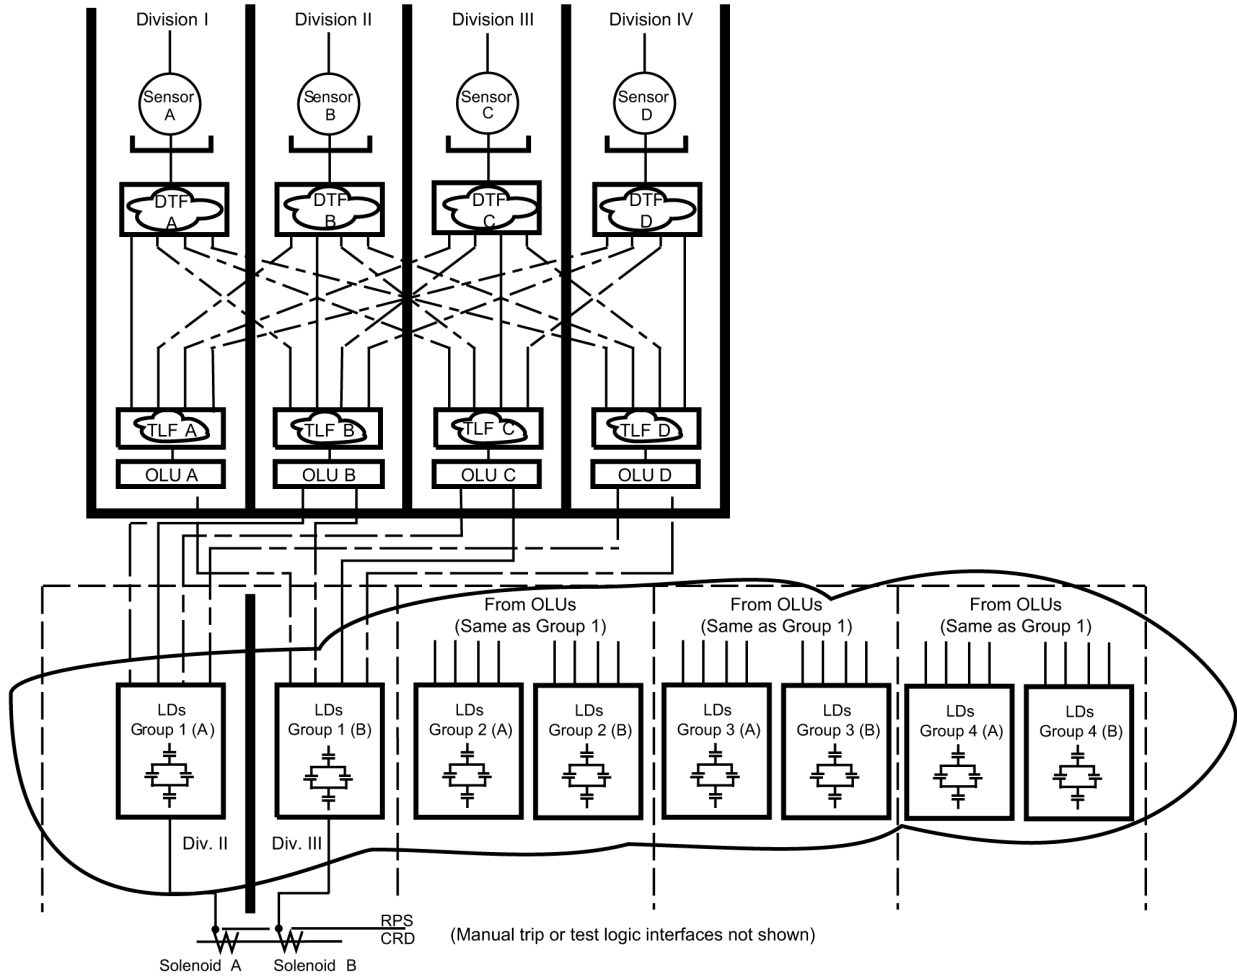 Division I
Division II
Division III
Division IV
Sensor
A
Sensor
B
Sensor
C
Sensor
D
DTF
A
DTF
B
DTF
C
DTF
D
TLF A
TLF B
TLF C
TLF D
OLU A
OLU B
OLU C
OLU D
From OLUs
(Same as Group 1)
From OLUs
(Same as Group 1)
From OLUs
(Same as Group 1)
LDs
Group 1 (A)
LDs
Group 1 (B)
LDs
Group 2 (A)
LDs
Group 2 (B)
LDs
Group 3 (A)
LDs
Group 3 (B)
LDs
Group 4 (A)
LDs
Group 4 (B)
Div. II
Div. III
RPS
CRD
(Manual trip or test logic interfaces not shown)
Solenoid A
Solenoid B